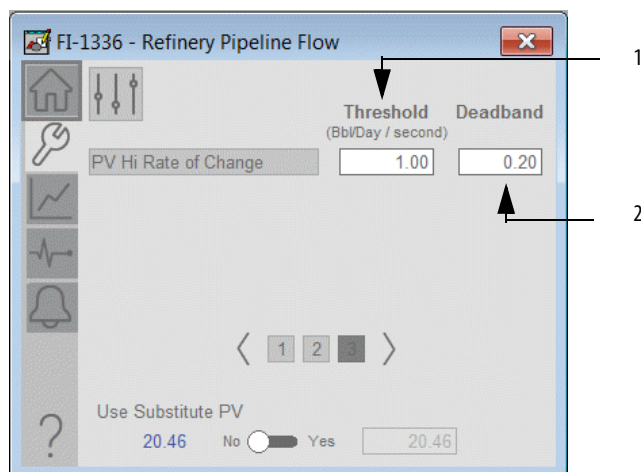 FI-1336 - Refinery Pipeline Flow
1
Threshold Deadband
(Bbl/Day / second)
PV Hi Rate of Change 1.00 0.20
2
1 2 3
Use Substitute PV
20.46 No Yes 20.46
?